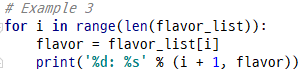 # Example 3
for i in range(len(flavor_list)):
    flavor = flavor_list[i]
    print('%d: %s' % (i + 1, flavor))